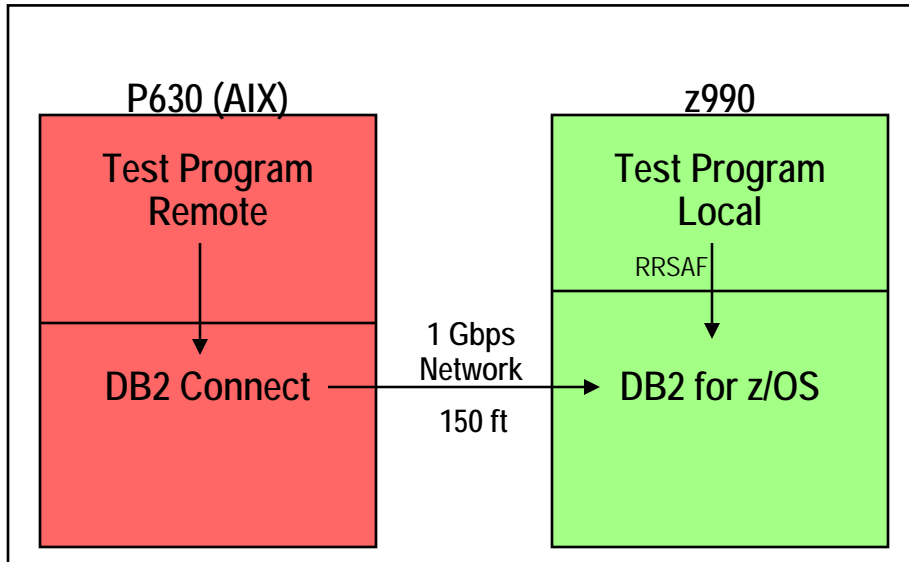 P630 (AIX)
Test Program
Remote
DB2 Connect
1 Gbps
Network
150 ft
z990
Test Program
Local
RRSAF
DB2 for z/OS